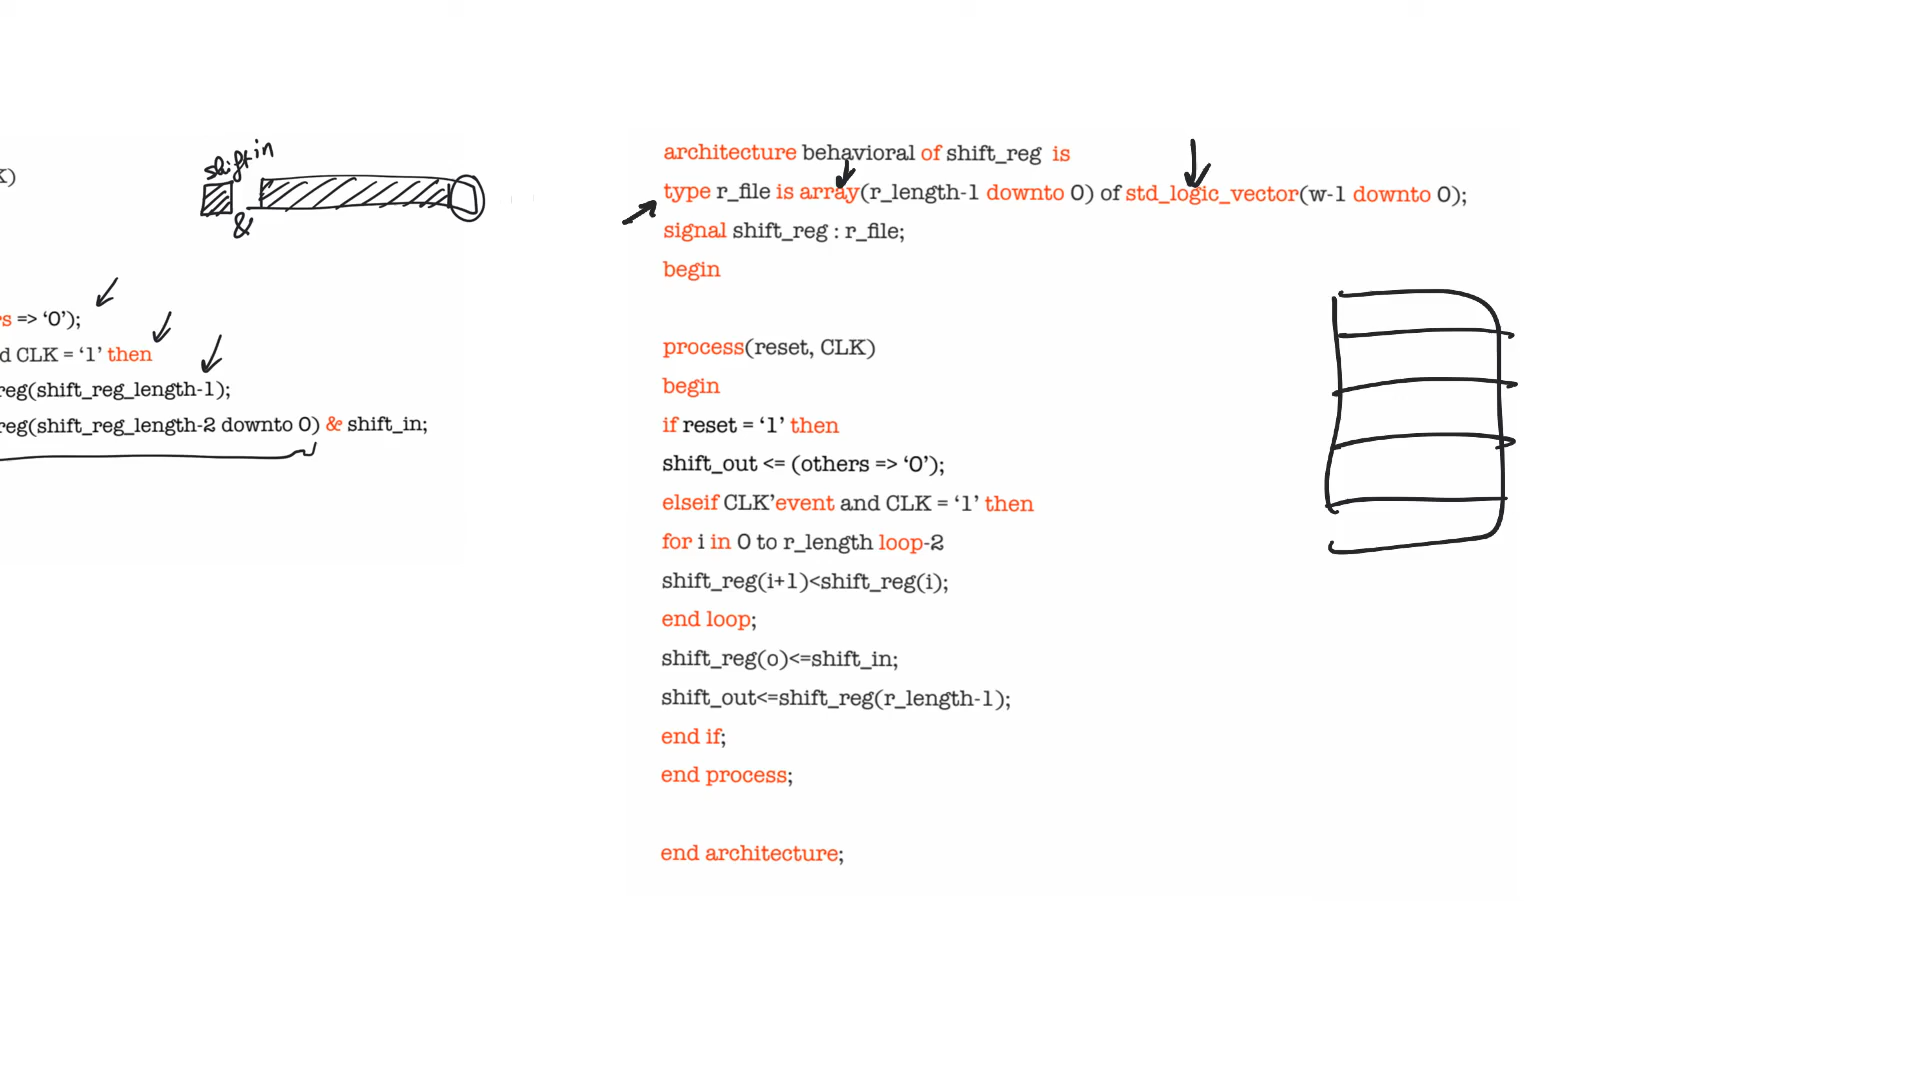 shift in
&
K)
s => ‘0’);
d CLK = ‘1’ then
reg(shift_reg_length-1);
reg(shift_reg_length-2 downto 0) & shift_in;
architecture behavioral of shift_reg is
type r_file is array(r_length-1 downto 0) of std_logic_vector(w-1 downto 0);
signal shift_reg : r_file;
begin
process(reset, CLK)
begin
if reset = ‘1’ then
shift_out <= (others => ‘0’);
elseif CLK’event and CLK = ‘1’ then
for i in 0 to r_length loop-2
shift_reg(i+1)<shift_reg(i);
end loop;
shift_reg(o)<=shift_in;
shift_out<=shift_reg(r_length-1);
end if;
end process;
end architecture;